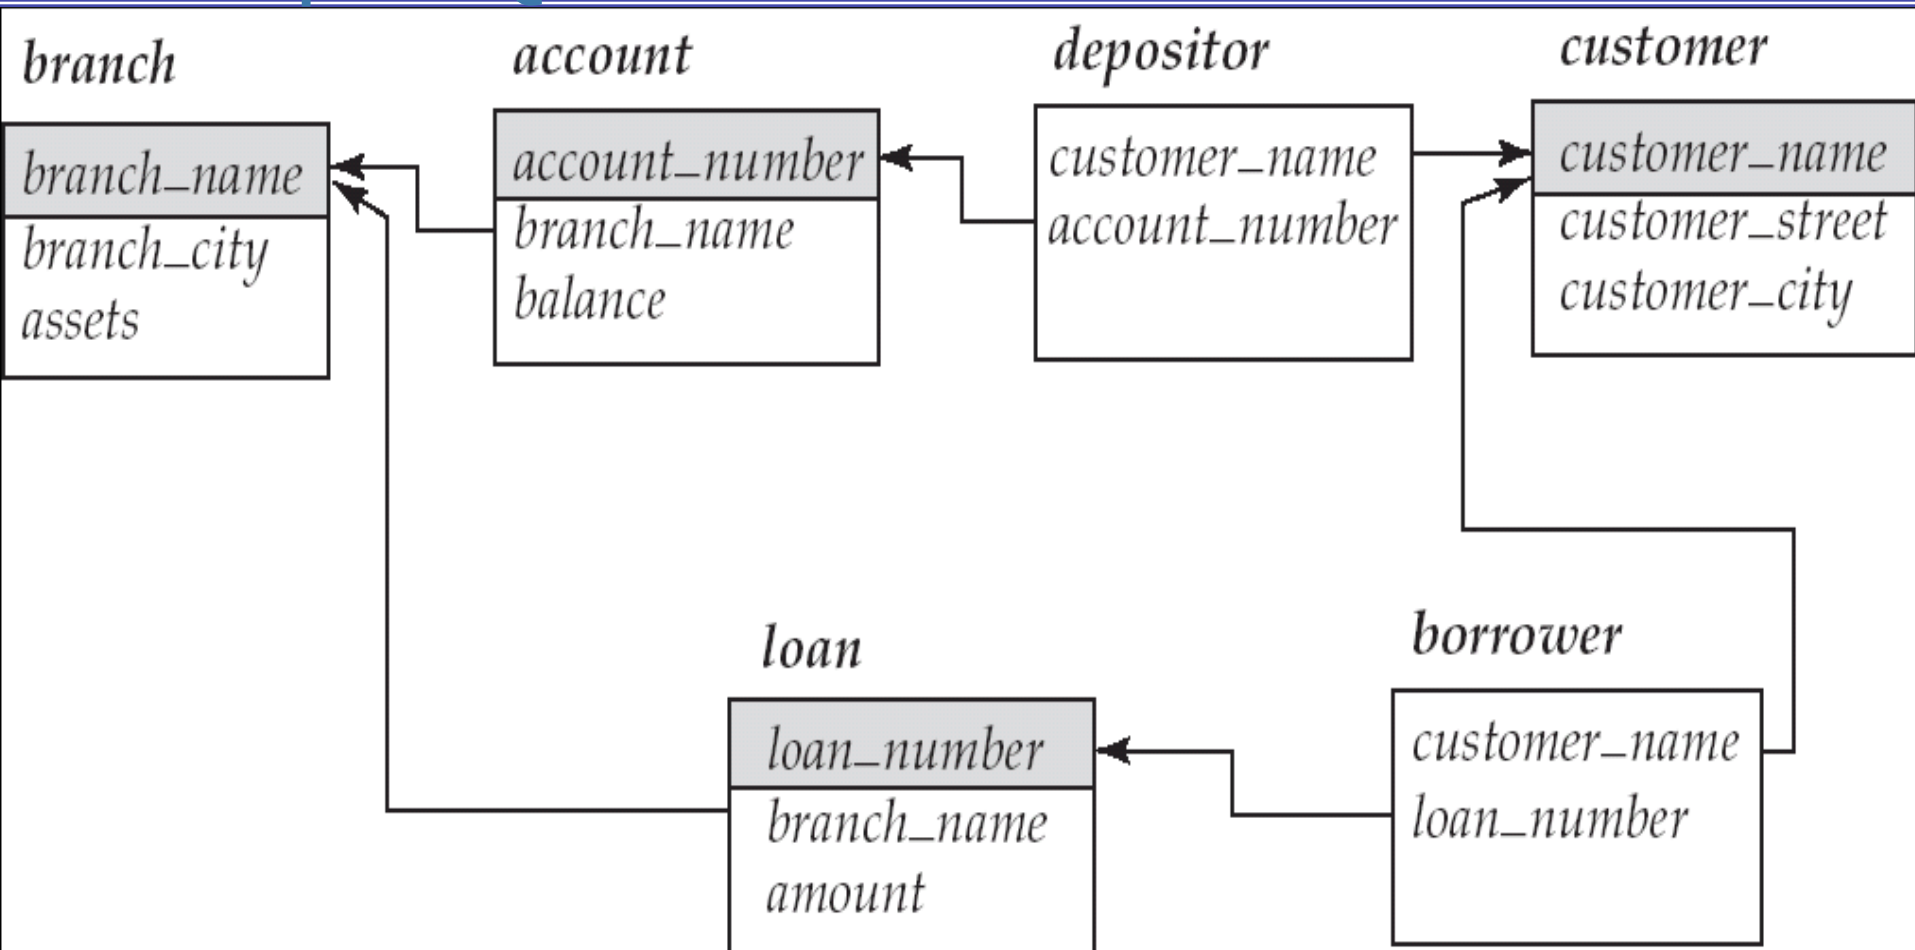 branch
branch_name
branch_city
assets
account
account_number
branch_name
balance
depositor
customer_name
account_number
customer
customer_name
customer_street
customer_city
loan
loan_number
branch_name
amount
borrower
customer_name
loan_number